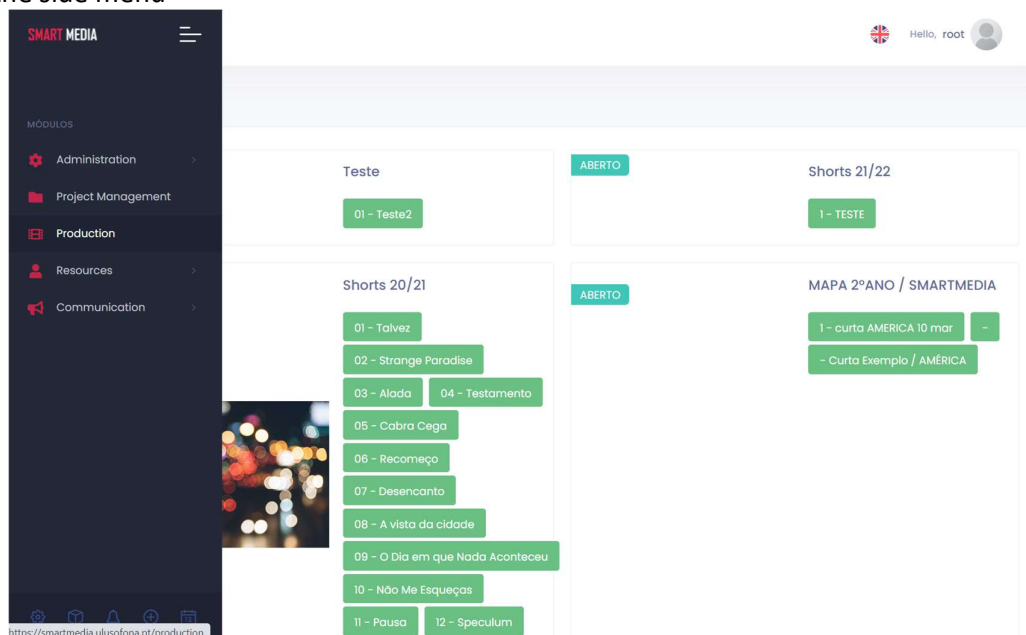 the side menu
SMART MEDIA
Hello, root
MÓDULOS
Administration
Project Management
Production
Resources
Communication
Teste
01 - Teste2
ABERTO
Shorts 21/22
1 - TESTE
Shorts 20/21
01 - Talvez
02 - Strange Paradise
03 - Alada
04 - Testamento
05 - Cabra Cega
06 - Recomeço
07 - Desencanto
08 - A vista da cidade
09 - O Dia em que Nada Aconteceu
10 - Não Me Esqueças
11 - Pausa
12 - Speculum
ABERTO
MAPA 2ºANO / SMARTMEDIA
1 - curta AMERICA 10 mar
-
- Curta Exemplo / AMÉRICA
https://smartmedia.ulusofona.pt/production